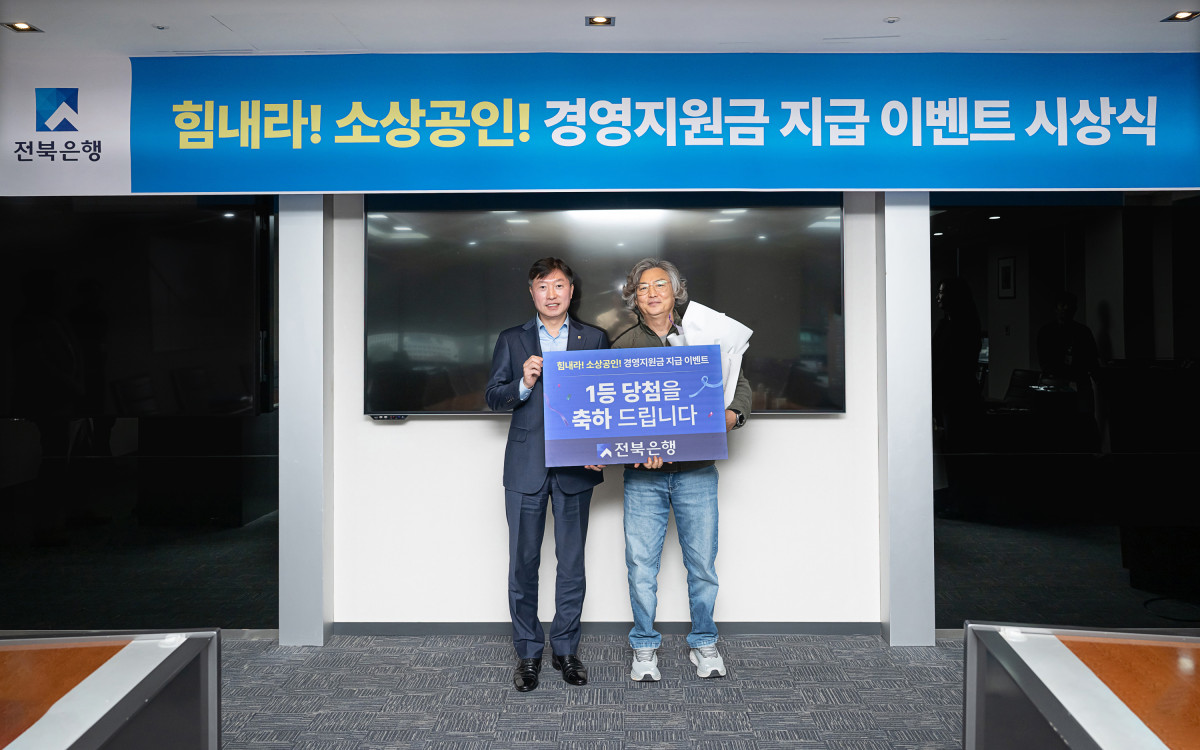 전북은행
힘내라! 소상공인! 경영지원금 지급 이벤트 시상식
힘내라! 소상공인! 경영지원금 지급 이벤트
1등 당첨을
축하 드립니다
전북은행